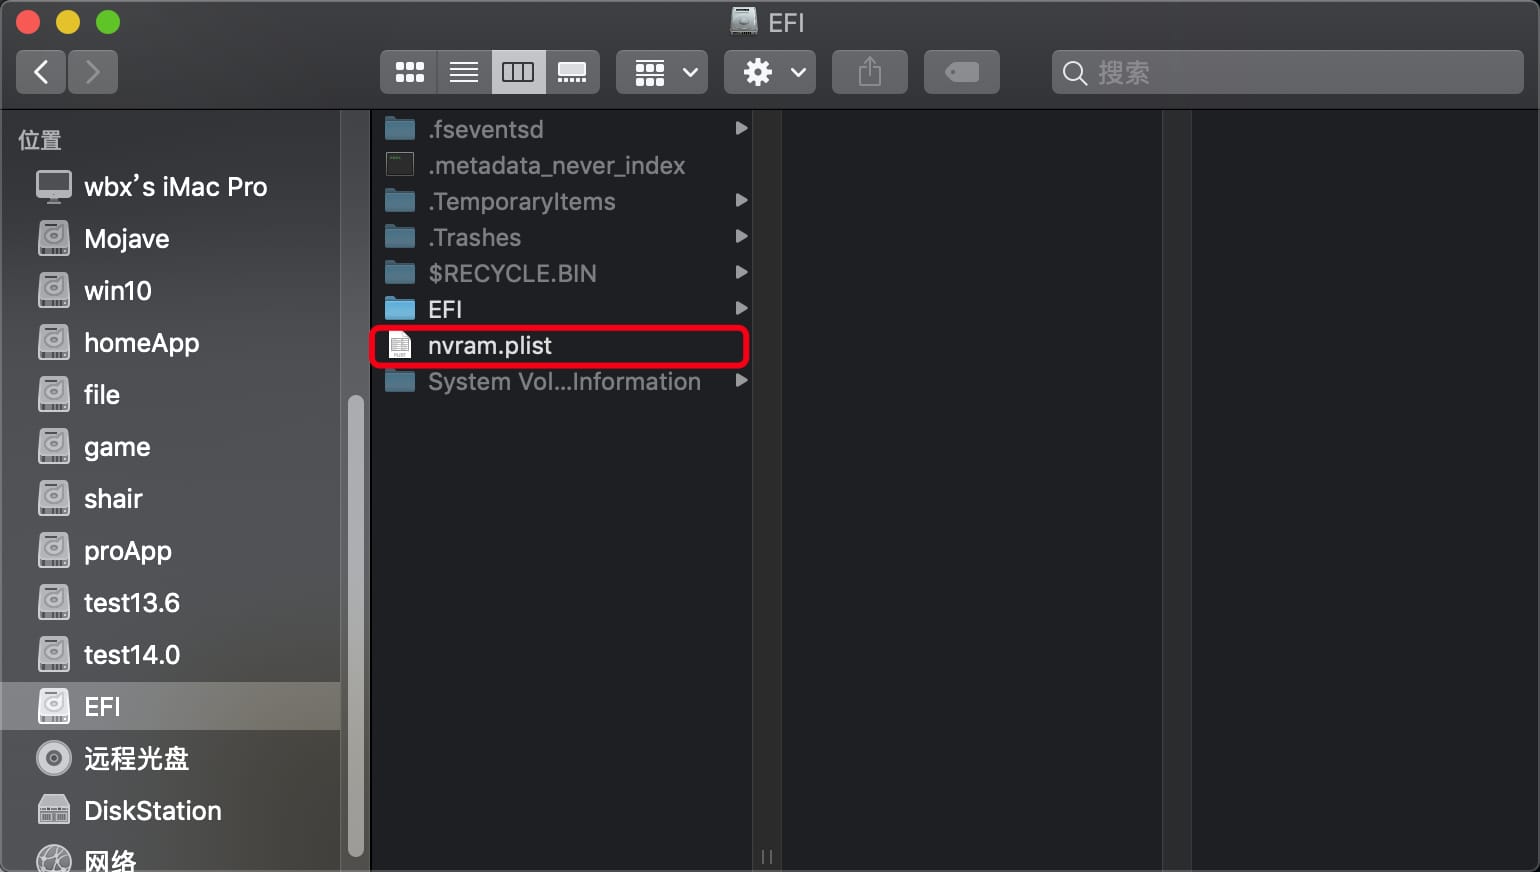 EFI
搜索
位置
wbx's iMac Pro
Mojave
win10
homeApp
file
game
shair
proApp
test13.6
test14.0
EFI
远程光盘
DiskStation
网络
.fseventsd
.metadata_never_index
.TemporaryItems
.Trashes
$RECYCLE.BIN
EFI
nvram.plist
System Vol...Information